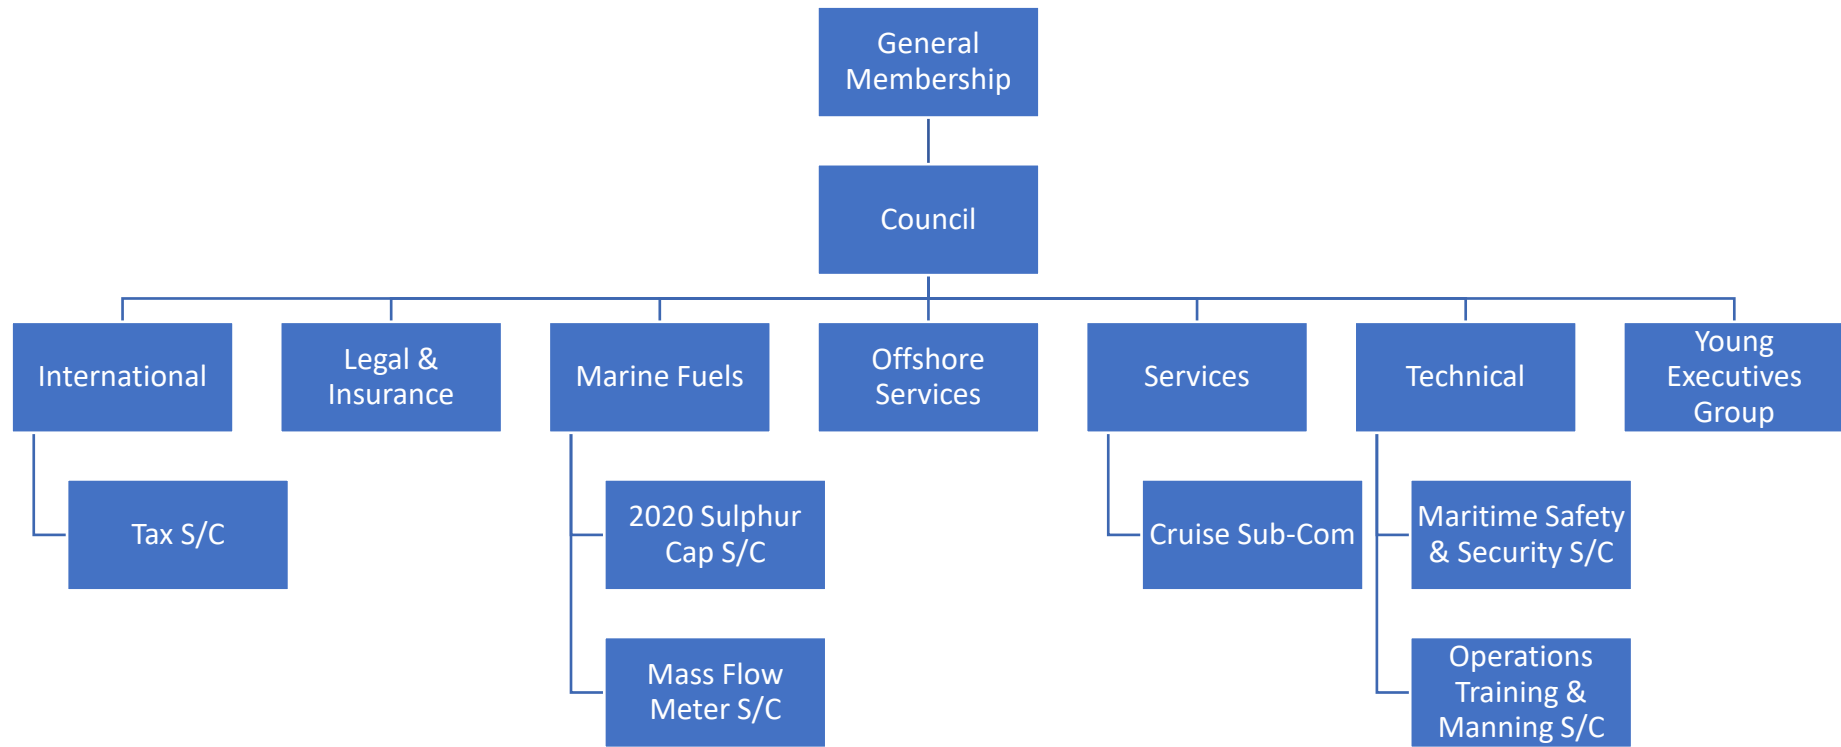 General
Membership
Council
International
Legal &
Insurance
Marine Fuels
Offshore
Services
Services
Technical
Young
Executives
Group
Tax S/C
2020 Sulphur
Cap S/C
Cruise Sub-Com
Maritime Safety
& Security S/C
Mass Flow
Meter S/C
Operations
Training &
Manning S/C